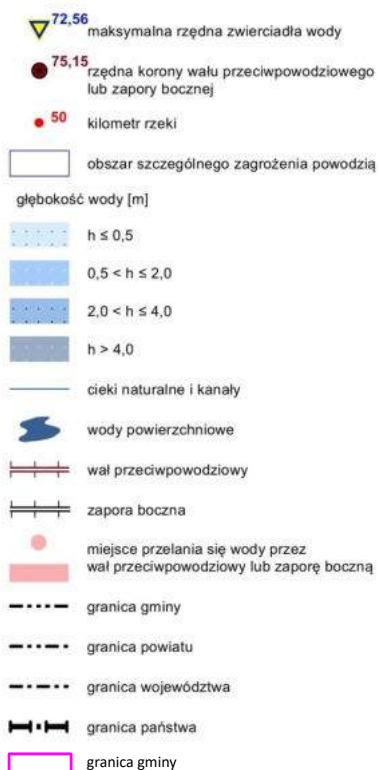 72,56 maksymalna rzędna zwierciadła wody
75,15 rzędna korony wału przeciwpowodziowego
lub zapory bocznej
50 kilometr rzeki
obszar szczególnego zagrożenia powodzią
głębokość wody [m]
h ≤ 0,5
0,5 < h ≤ 2,0
2,0 < h ≤ 4,0
h > 4,0
cieki naturalne i kanały
wody powierzchniowe
wał przeciwpowodziowy
zapora boczna
miejsce przelania się wody przez
wał przeciwpowodziowy lub zaporę boczną
granica gminy
granica powiatu
granica województwa
granica państwa
granica gminy